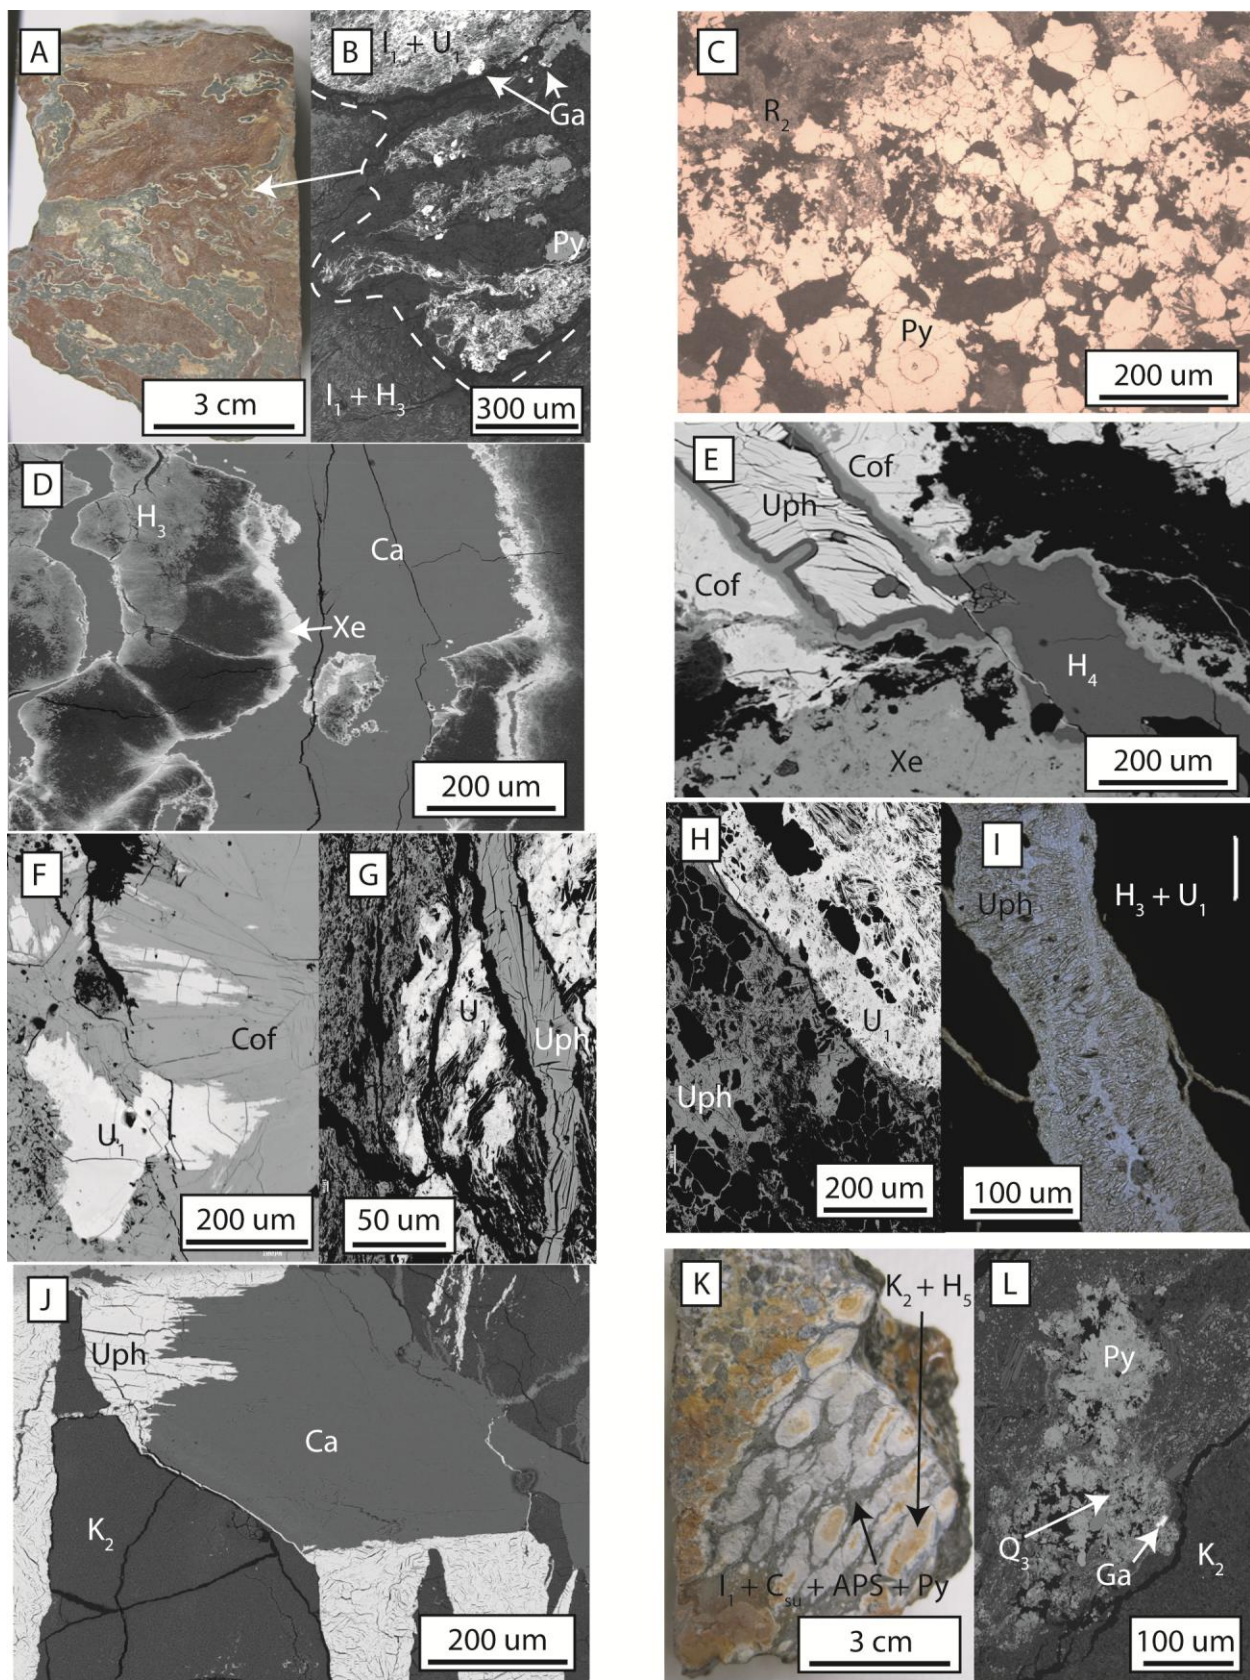 A
3 cm
B
I₁ + U₁
Ga
Py
I₁ + H₃
300 um
C
R₂
Py
200 um
D
H₃
Ca
Xe
200 um
E
Cof
Uph
Cof
H₄
Xe
200 um
F
Cof
U₁
200 um
G
U₁
Uph
50 um
H
U₁
Uph
200 um
I
Uph
H₃ + U₁
100 um
J
Uph
Ca
K₂
200 um
K
K₂ + H₅
I₁ + Cₛᵤ + APS + Py
3 cm
L
Py
Q₃
Ga
K₂
100 um